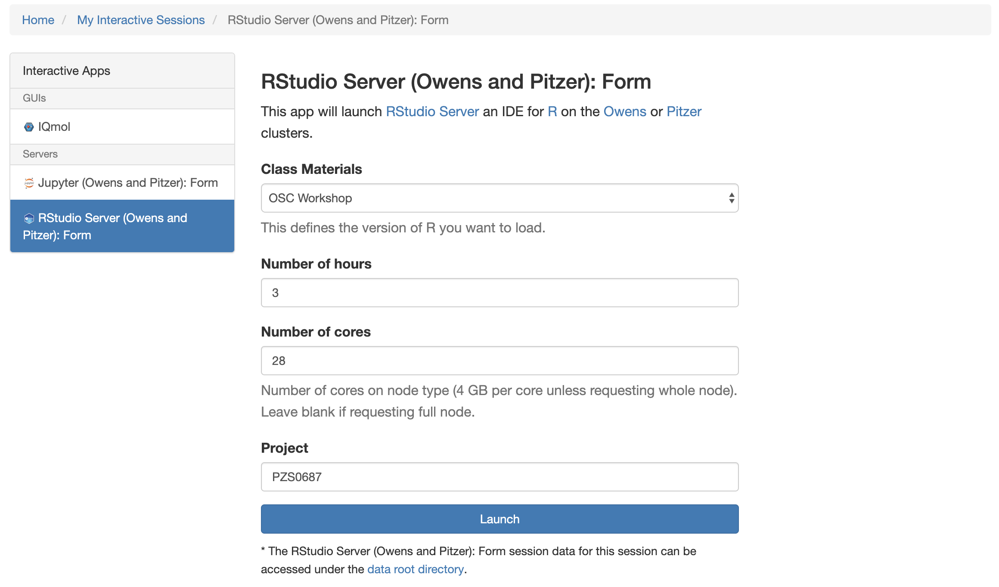 Home / My Interactive Sessions / RStudio Server (Owens and Pitzer): Form
Interactive Apps
GUIs
IQmol
Servers
Jupyter (Owens and Pitzer): Form
RStudio Server (Owens and
Pitzer): Form
RStudio Server (Owens and Pitzer): Form
This app will launch RStudio Server an IDE for R on the Owens or Pitzer
clusters.
Class Materials
OSC Workshop
This defines the version of R you want to load.
Number of hours
3
Number of cores
28
Number of cores on node type (4 GB per core unless requesting whole node).
Leave blank if requesting full node.
Project
PZS0687
Launch
* The RStudio Server (Owens and Pitzer): Form session data for this session can be
accessed under the data root directory.